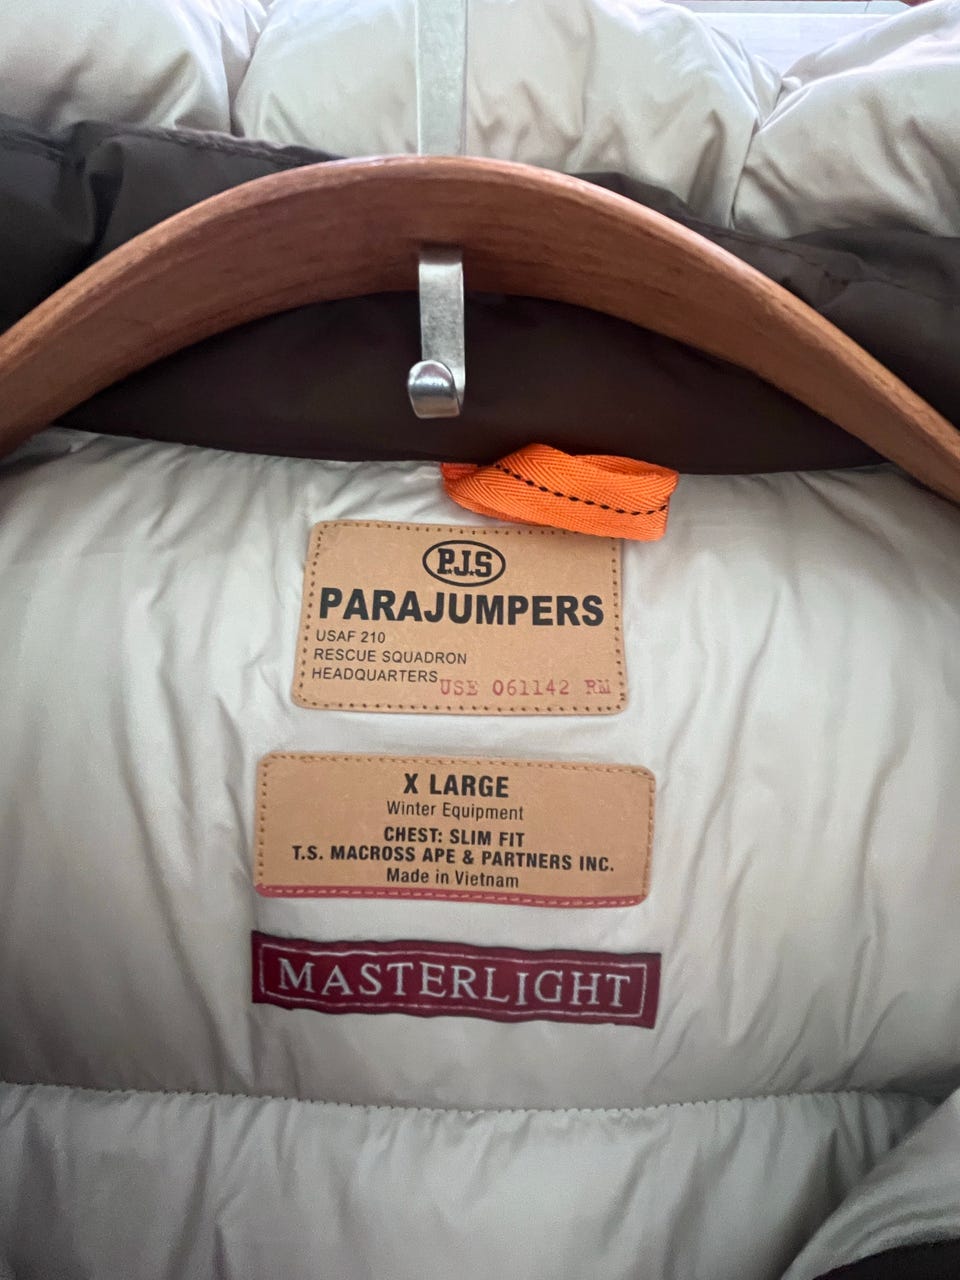 P.J.S
PARAJUMPERS
USAF 210
RESCUE SQUADRON
HEADQUARTERS
USE 061142 RM
X LARGE
Winter Equipment
CHEST: SLIM FIT
T.S. MACROSS APE & PARTNERS INC.
Made in Vietnam
MASTERLIGHT